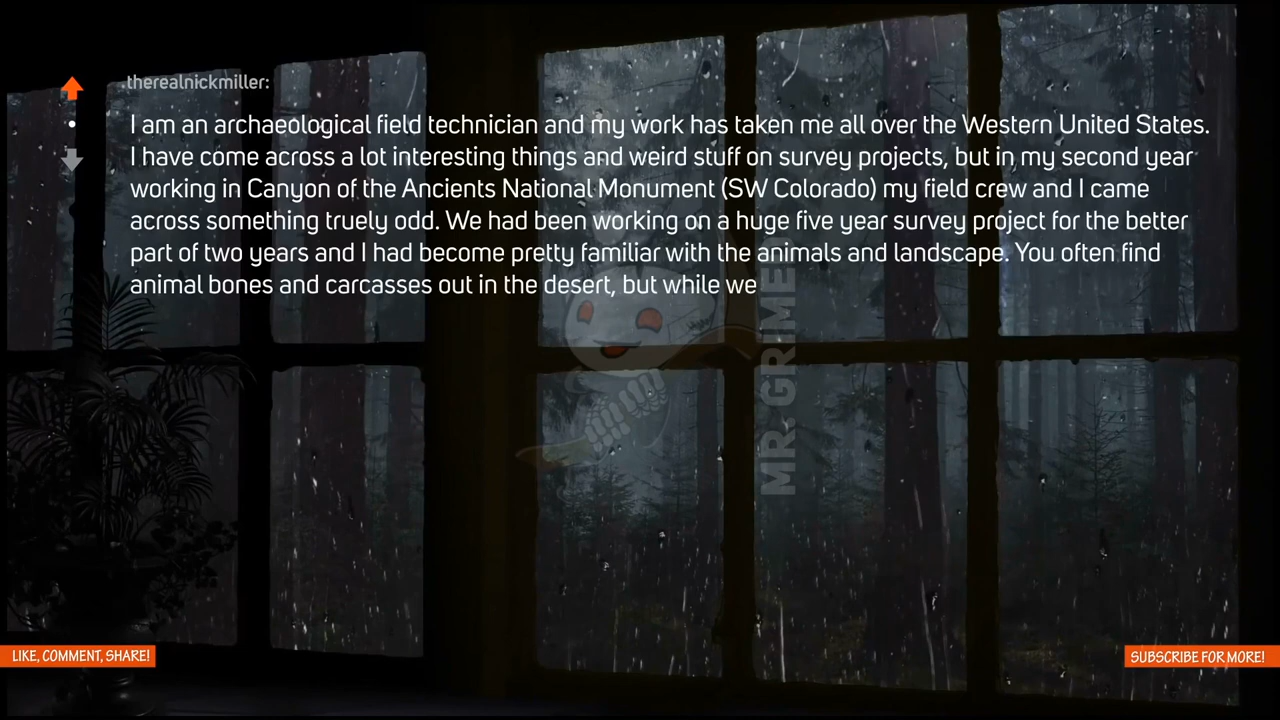 therealnickmiller:
I am an archaeological field technician and my work has taken me all over the Western United States.
I have come across a lot interesting things and weird stuff on survey projects, but in my second year
working in Canyon of the Ancients National Monument (SW Colorado) my field crew and I came
across something truely odd. We had been working on a huge five year survey project for the better
part of two years and I had become pretty familiar with the animals and landscape. You often find
animal bones and carcasses out in the desert, but while we
MR. GRIMED
LIKE, COMMENT, SHARE!
SUBSCRIBE FOR MORE!